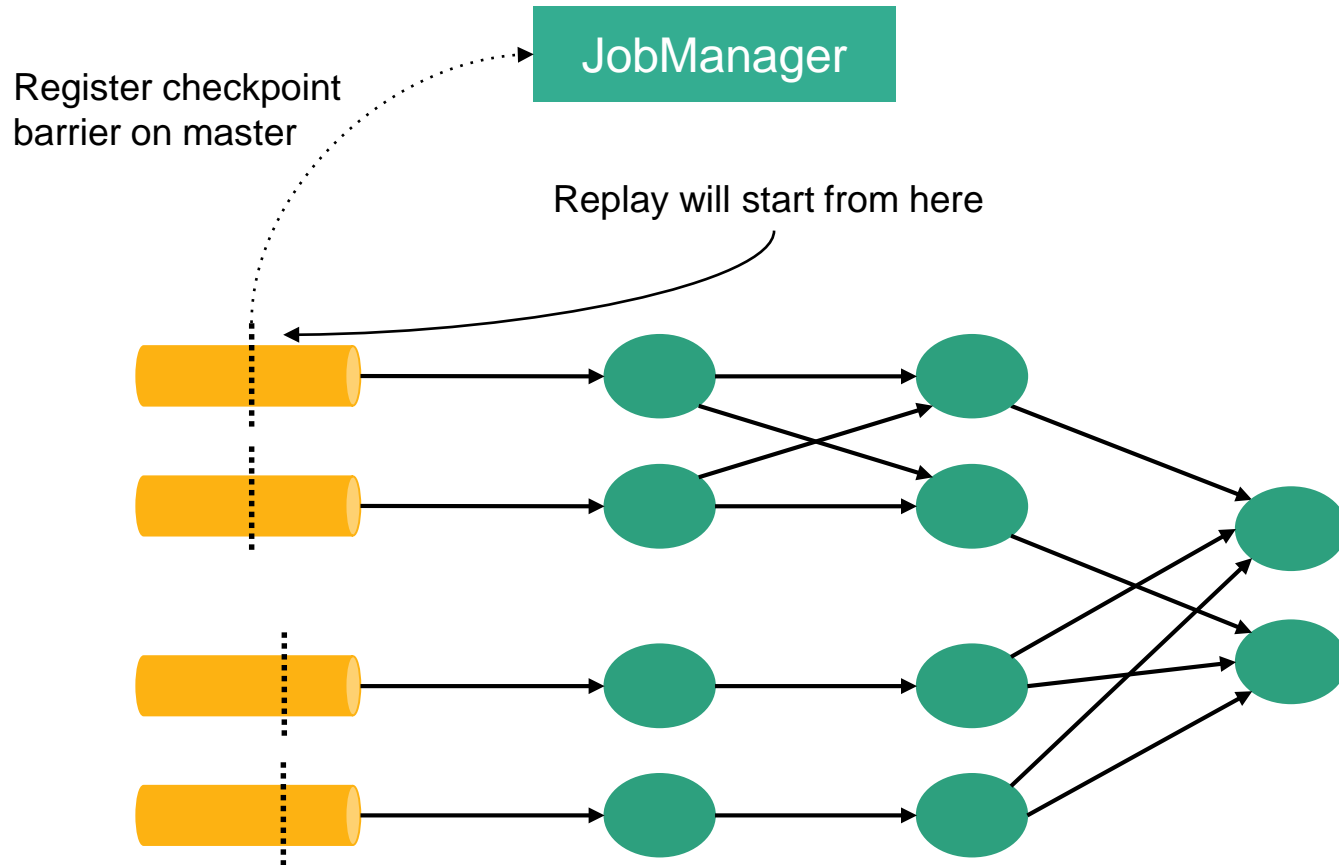 JobManager
Register checkpoint
barrier on master
Replay will start from here